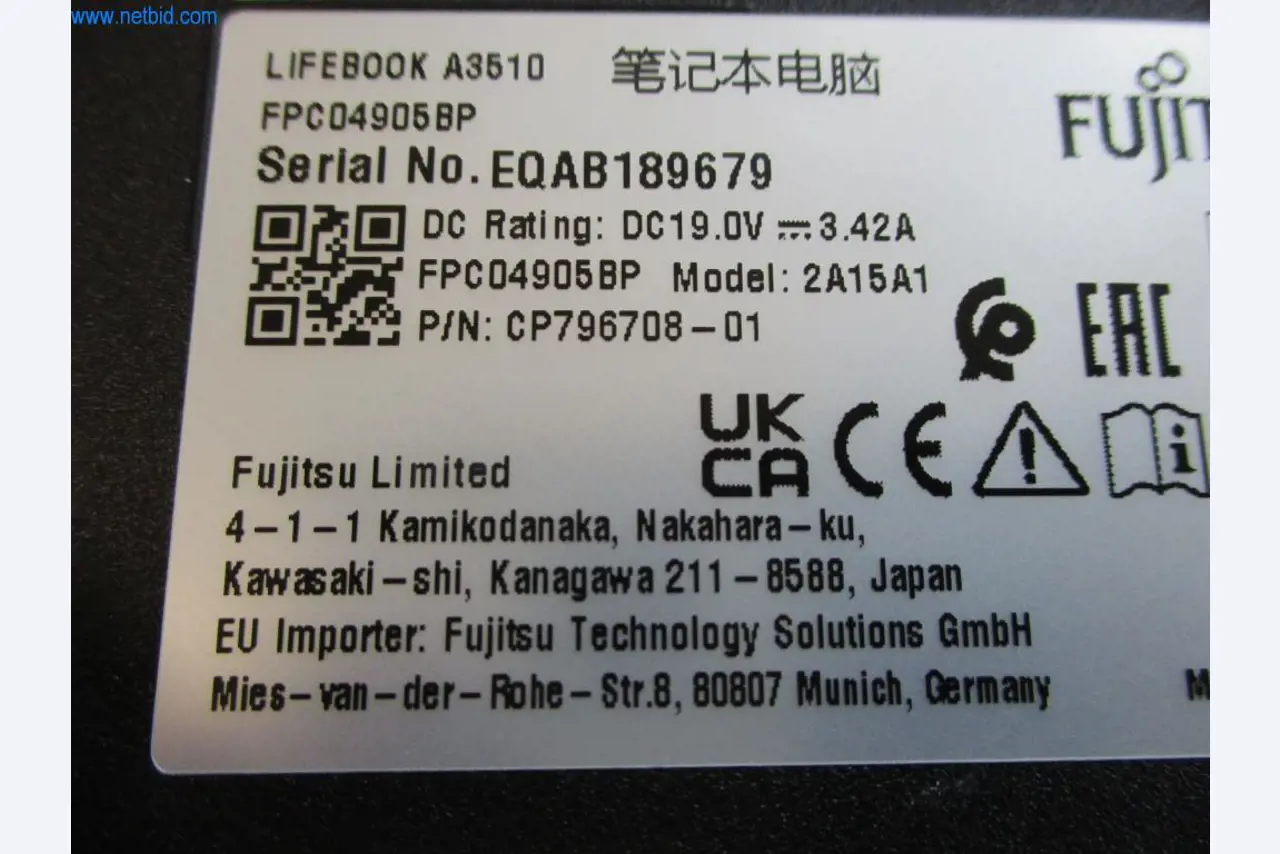 www.netbid.com
LIFEBOOK A3510 笔记本电脑
FPC04905BP
Serial No. EQAB189679
DC Rating: DC19.0V ⎓ 3.42A
FPC04905BP Model: 2A15A1
P/N: CP796708-01
FUJIT
EAC
UK
CA CE
Fujitsu Limited
4-1-1 Kamikodanaka, Nakahara-ku,
Kawasaki-shi, Kanagawa 211-8588, Japan
EU Importer: Fujitsu Technology Solutions GmbH
Mies-van-der-Rohe-Str.8, 80807 Munich, Germany